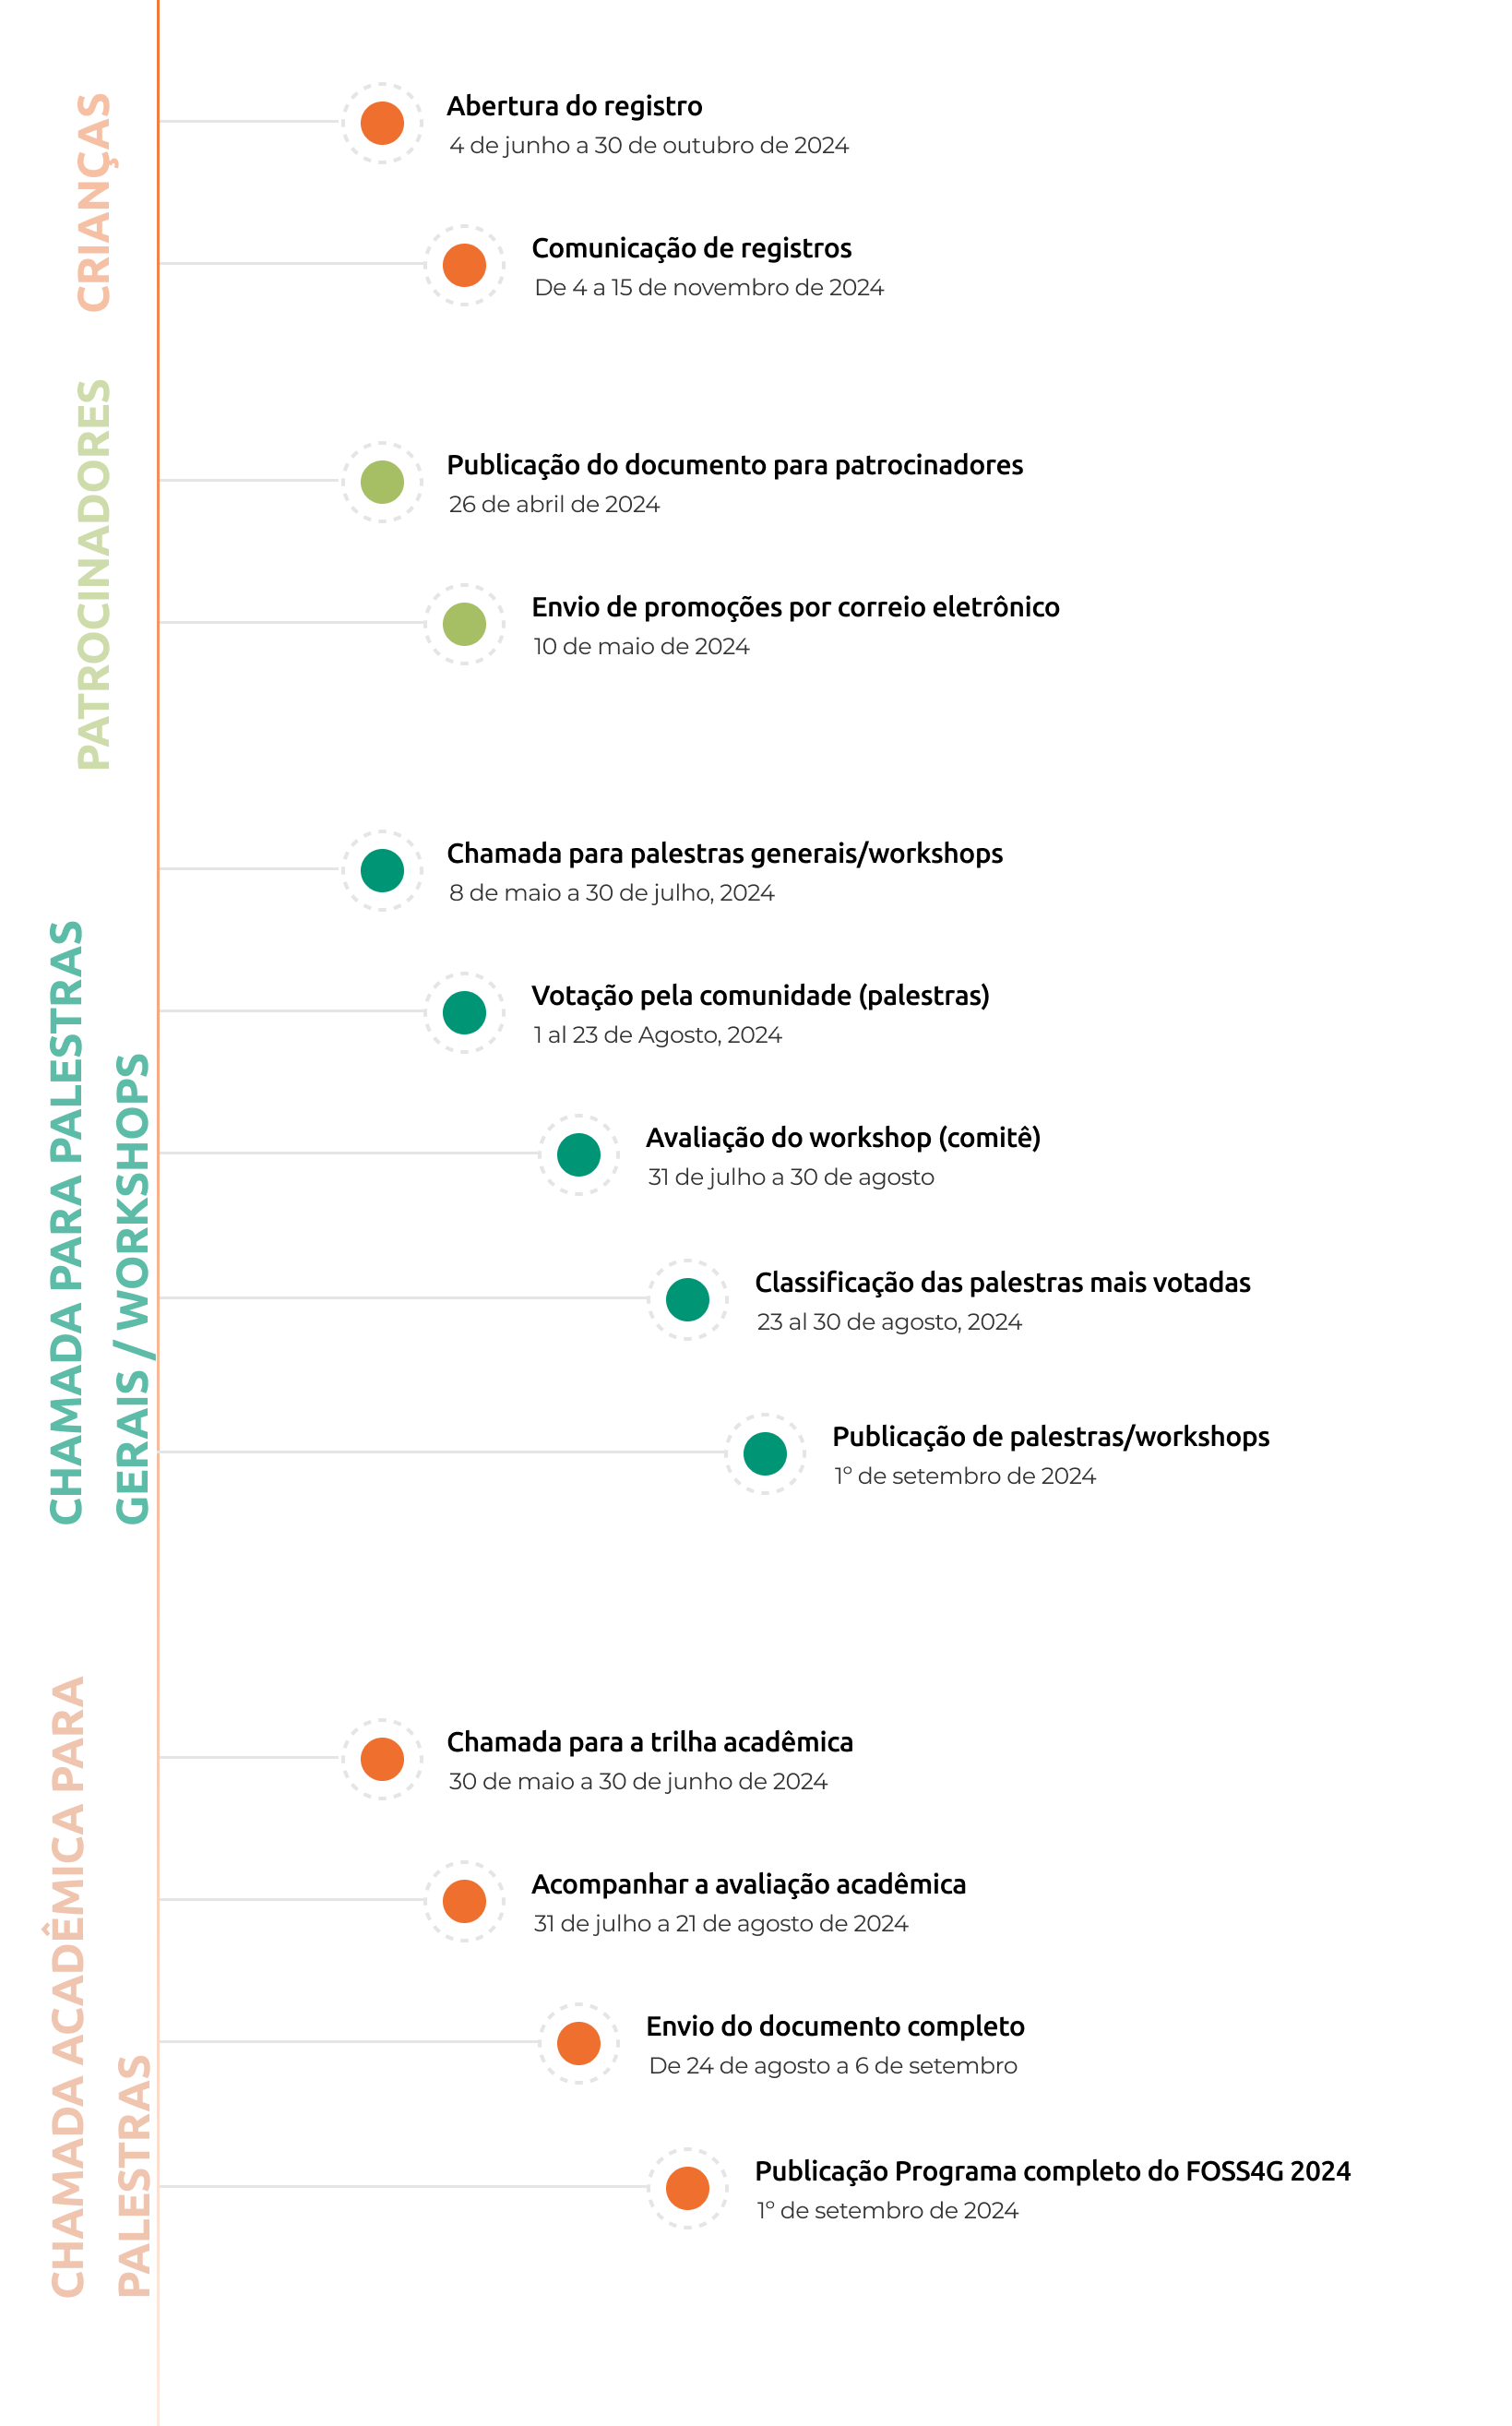 CRIANÇAS
Abertura do registro
4 de junho a 30 de outubro de 2024
Comunicação de registros
De 4 a 15 de novembro de 2024
PATROCINADORES
Publicação do documento para patrocinadores
26 de abril de 2024
Envio de promoções por correio eletrônico
10 de maio de 2024
CHAMADA PARA PALESTRAS
GERAIS / WORKSHOPS
Chamada para palestras generais/workshops
8 de maio a 30 de julho, 2024
Votação pela comunidade (palestras)
1 al 23 de Agosto, 2024
Avaliação do workshop (comitê)
31 de julho a 30 de agosto
Classificação das palestras mais votadas
23 al 30 de agosto, 2024
Publicação de palestras/workshops
1º de setembro de 2024
CHAMADA ACADÊMICA PARA
PALESTRAS
Chamada para a trilha acadêmica
30 de maio a 30 de junho de 2024
Acompanhar a avaliação acadêmica
31 de julho a 21 de agosto de 2024
Envio do documento completo
De 24 de agosto a 6 de setembro
Publicação Programa completo do FOSS4G 2024
1º de setembro de 2024